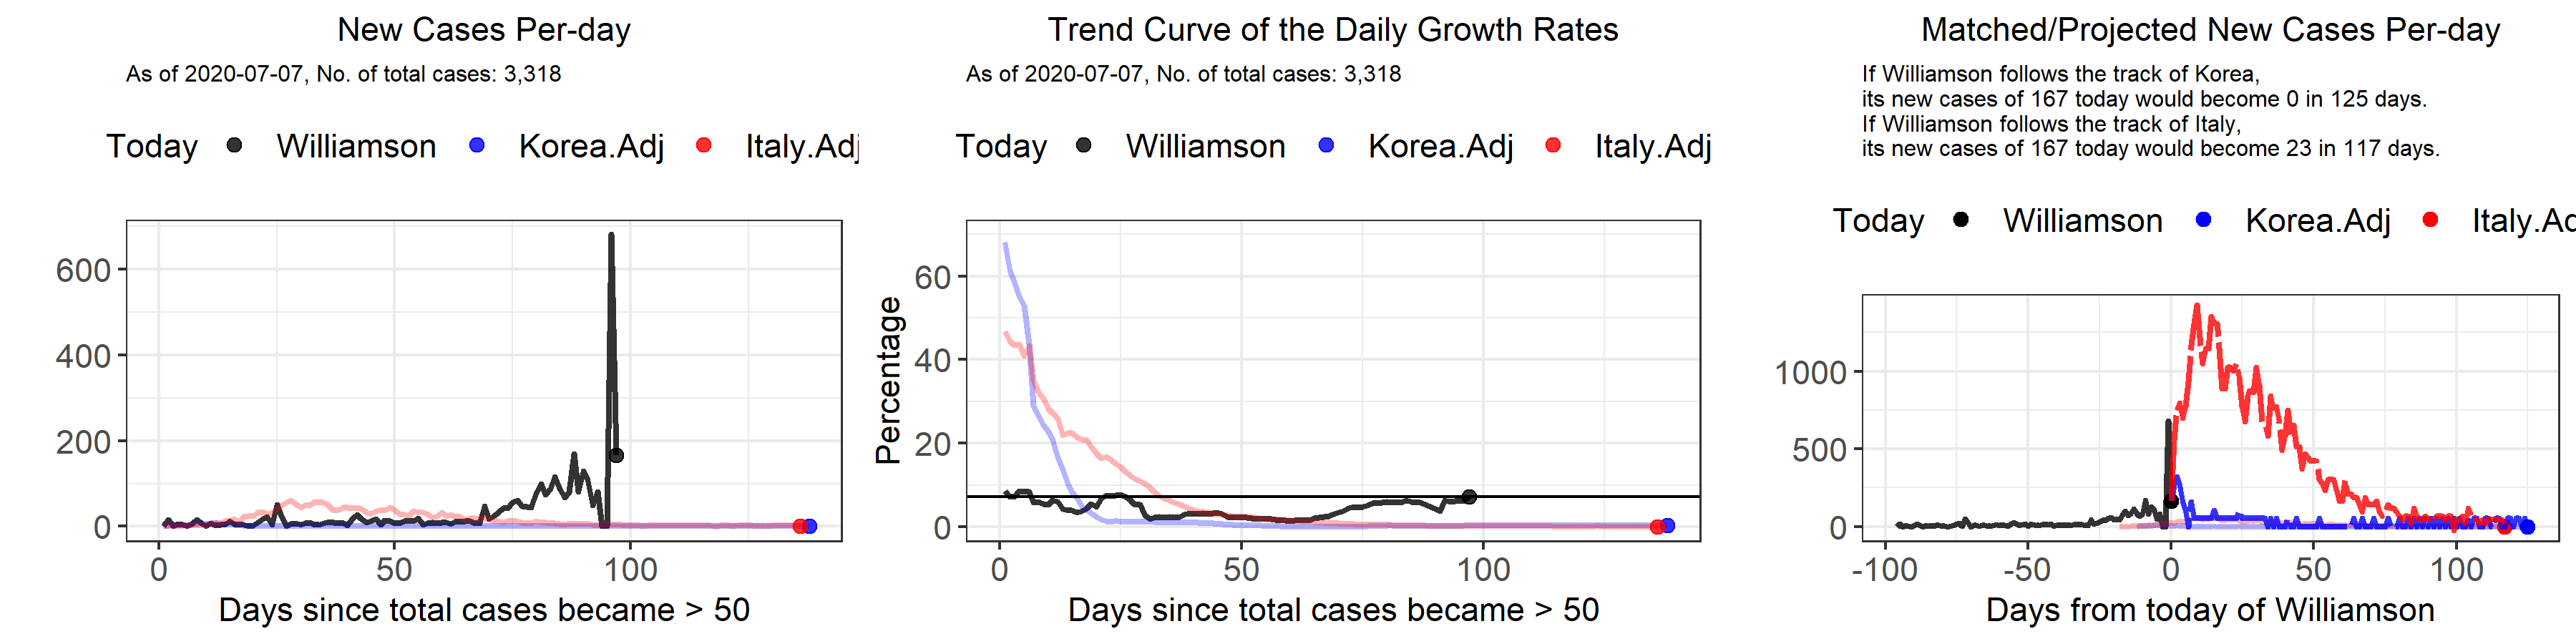 New Cases Per-day
As of 2020-07-07, No. of total cases: 3,318
Today Williamson Korea.Adj Italy.Adj
600
400
200
0
0 50 100
Days since total cases became > 50
Trend Curve of the Daily Growth Rates
As of 2020-07-07, No. of total cases: 3,318
Today Williamson Korea.Adj Italy.Adj
Percentage
60
40
20
0
0 50 100
Days since total cases became > 50
Matched/Projected New Cases Per-day
If Williamson follows the track of Korea,
its new cases of 167 today would become 0 in 125 days.
If Williamson follows the track of Italy,
its new cases of 167 today would become 23 in 117 days.
Today Williamson Korea.Adj Italy.Ad
1000
500
0
-100 -50 0 50 100
Days from today of Williamson